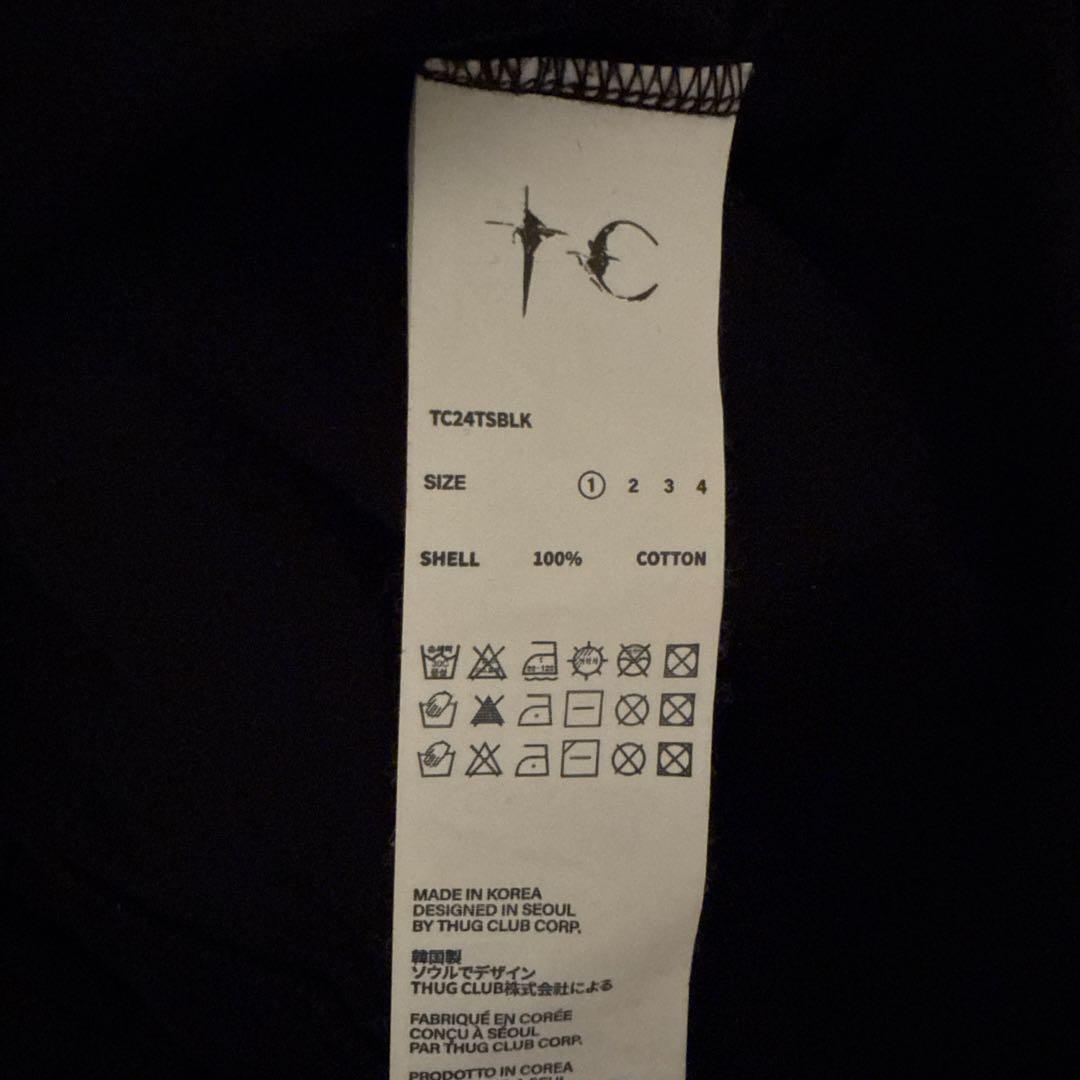 TC
TC24TSBLK
SIZE 1 2 3 4
SHELL 100% COTTON
MADE IN KOREA
DESIGNED IN SEOUL
BY THUG CLUB CORP.
韓国製
ソウルでデザイン
THUG CLUB株式会社による
FABRIQUÉ EN CORÉE
CONÇU À SÉOUL
PAR THUG CLUB CORP.
PRODOTTO IN COREA